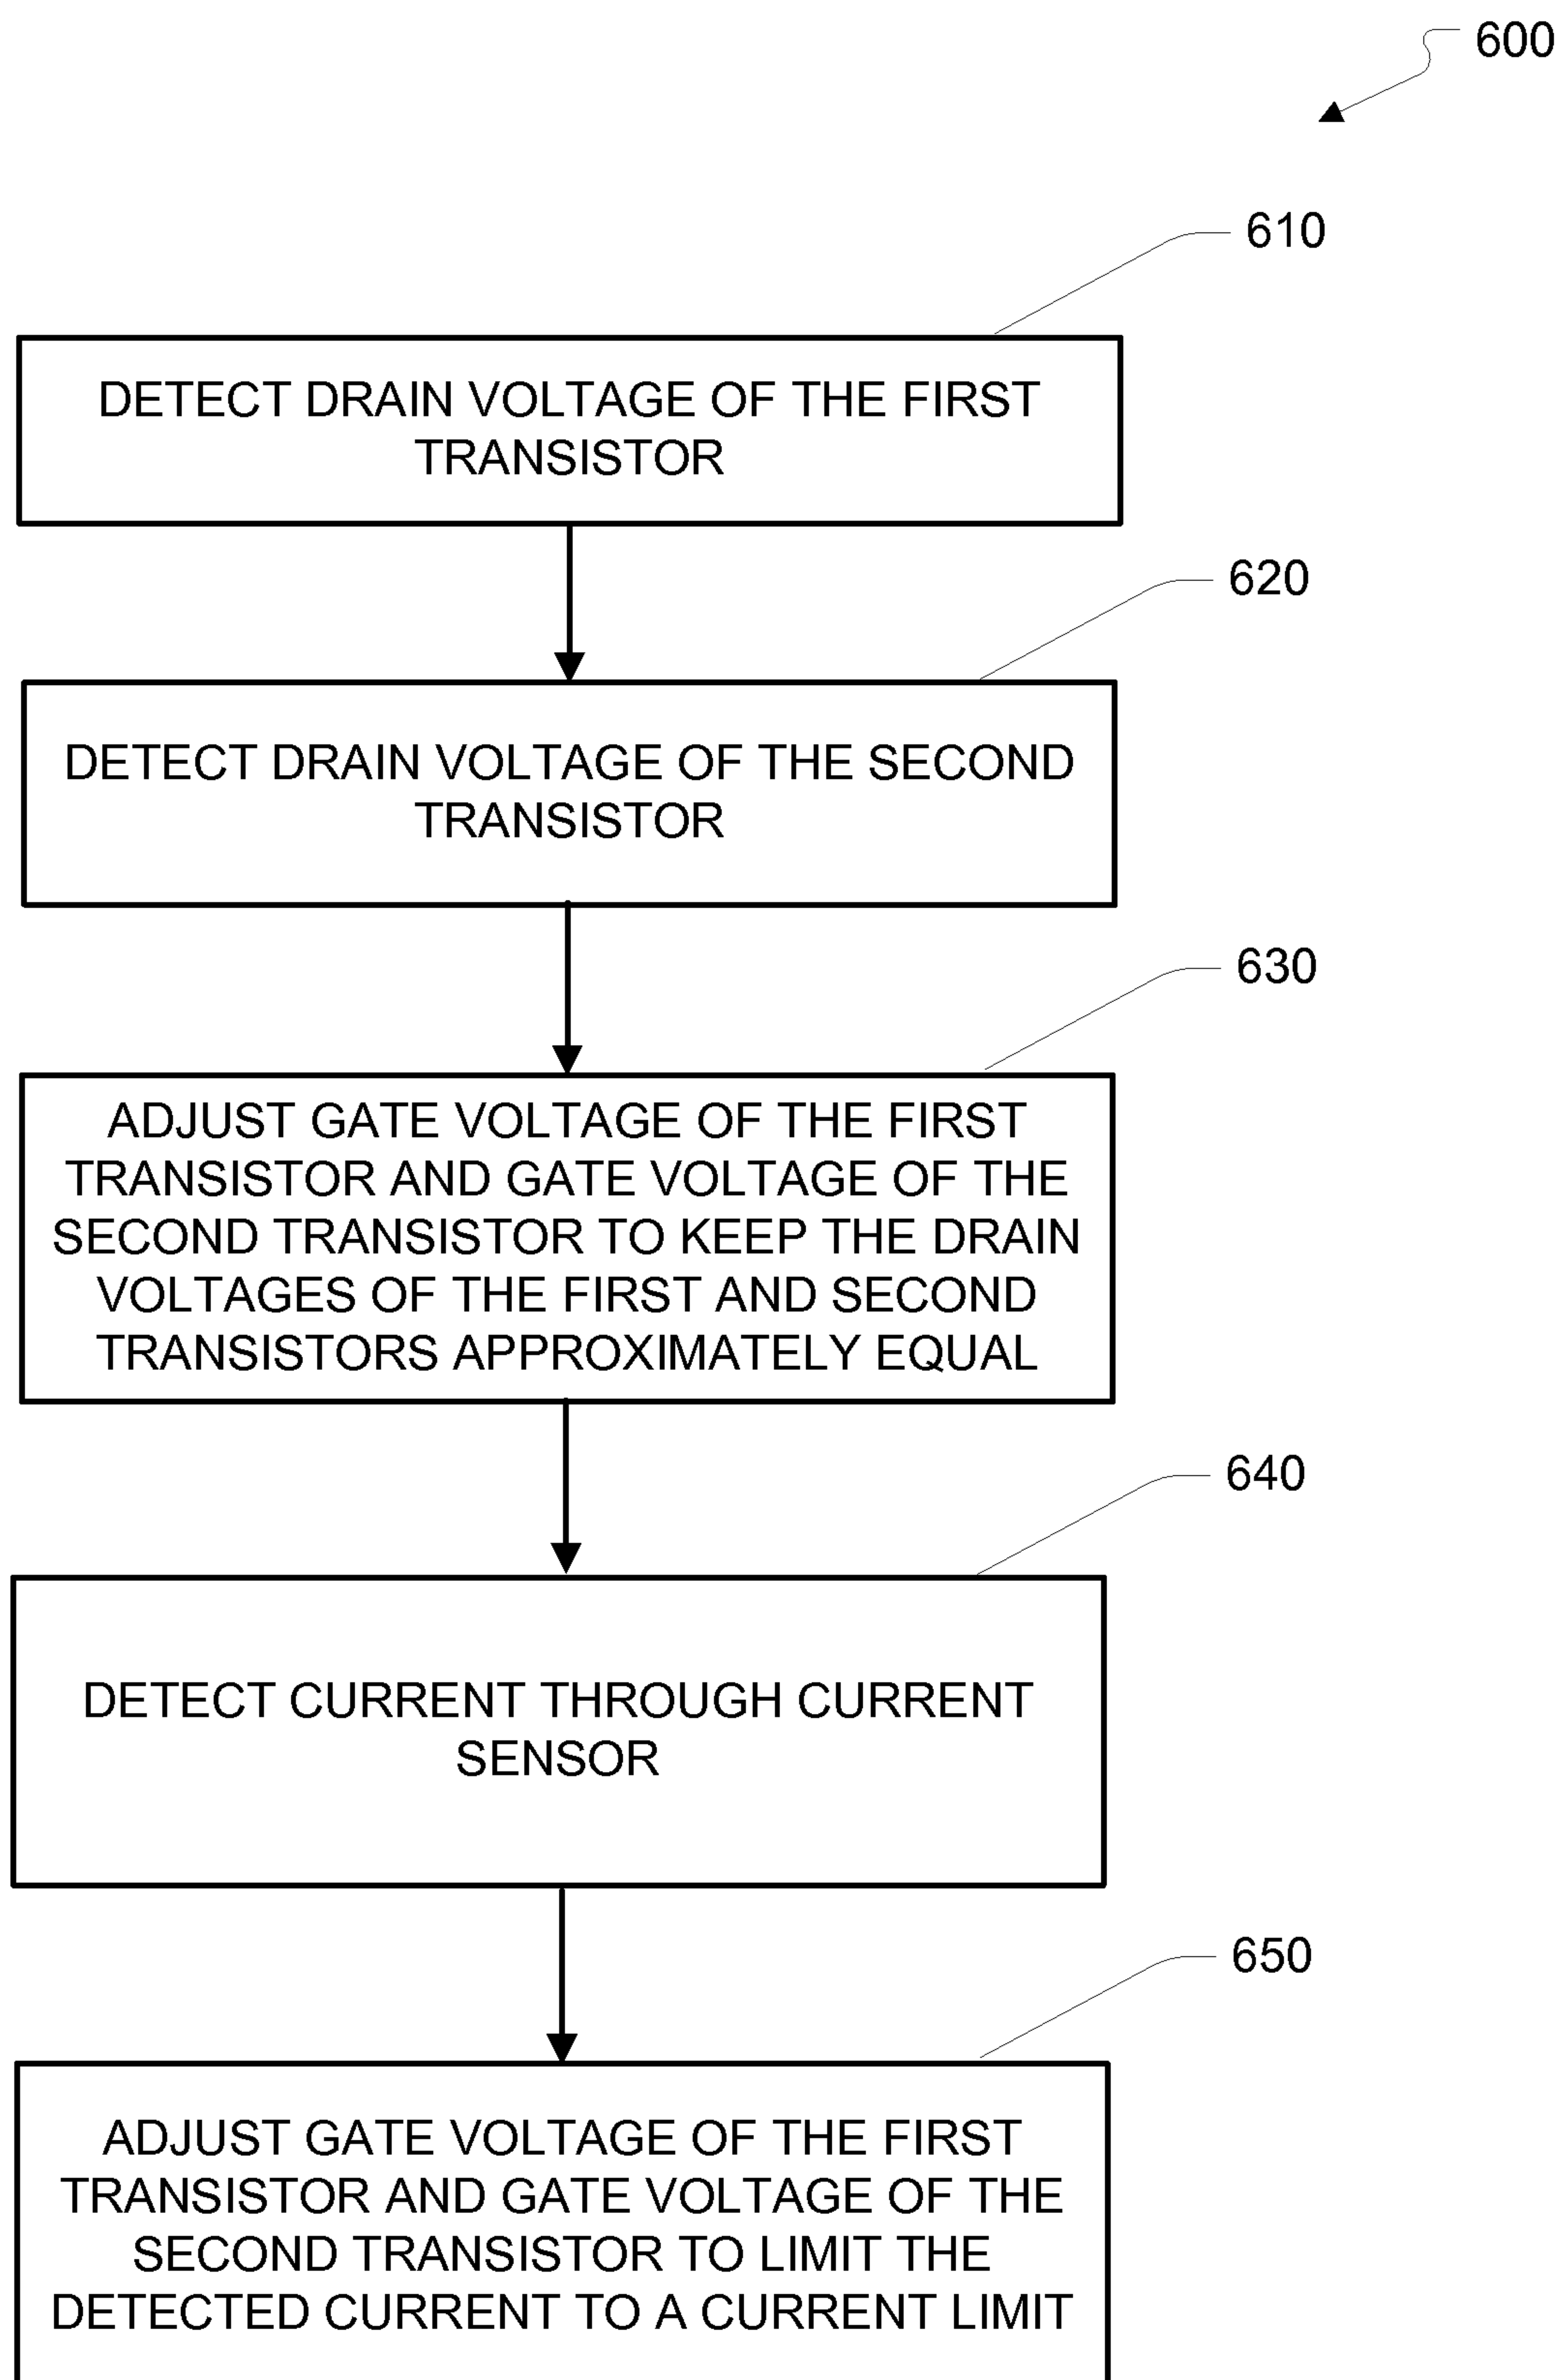 600
610
DETECT DRAIN VOLTAGE OF THE FIRST
TRANSISTOR
620
DETECT DRAIN VOLTAGE OF THE SECOND
TRANSISTOR
630
ADJUST GATE VOLTAGE OF THE FIRST
TRANSISTOR AND GATE VOLTAGE OF THE
SECOND TRANSISTOR TO KEEP THE DRAIN
VOLTAGES OF THE FIRST AND SECOND
TRANSISTORS APPROXIMATELY EQUAL
640
DETECT CURRENT THROUGH CURRENT
SENSOR
650
ADJUST GATE VOLTAGE OF THE FIRST
TRANSISTOR AND GATE VOLTAGE OF THE
SECOND TRANSISTOR TO LIMIT THE
DETECTED CURRENT TO A CURRENT LIMIT